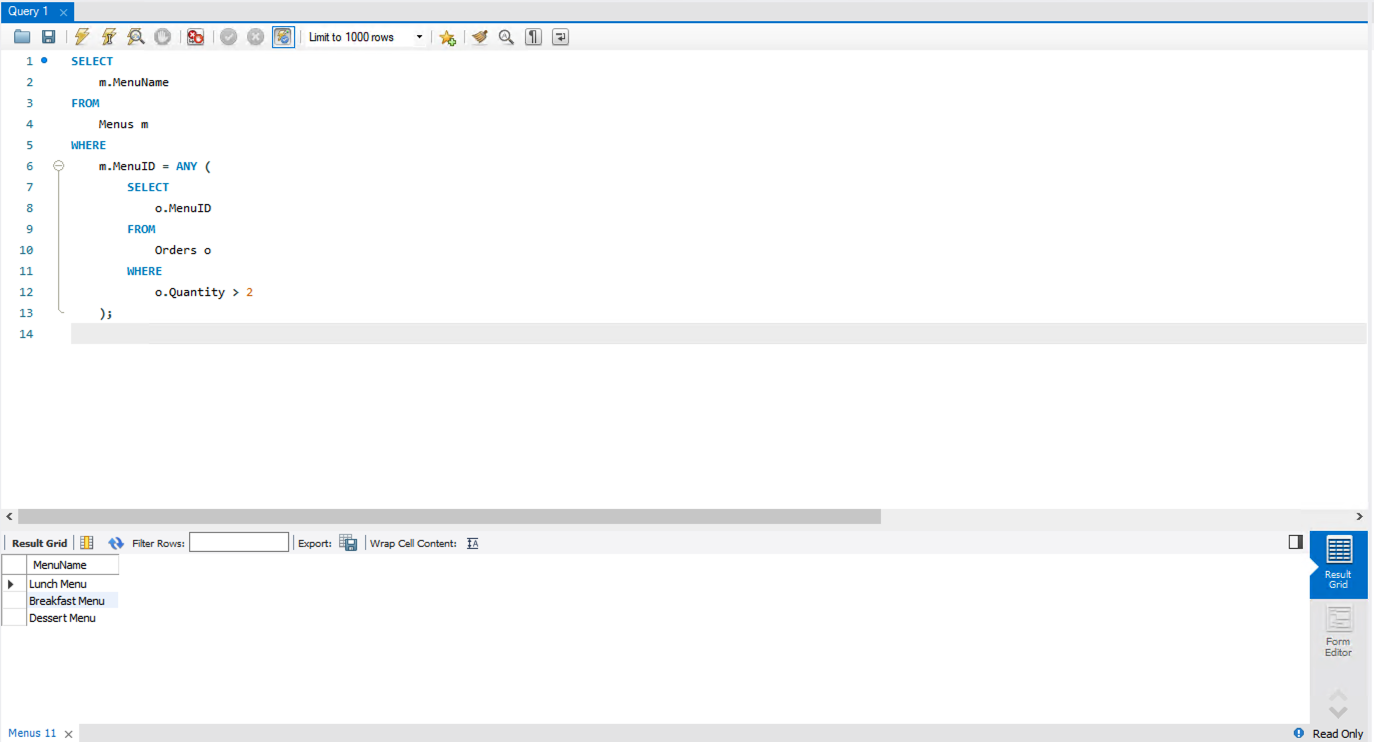 Query 1
Limit to 1000 rows
1 SELECT
2 m.MenuName
3 FROM
4 Menus m
5 WHERE
6 m.MenuID = ANY (
7 SELECT
8 o.MenuID
9 FROM
10 Orders o
11 WHERE
12 o.Quantity > 2
13 );
14
Result Grid Filter Rows: Export: Wrap Cell Content: IA
MenuName
Lunch Menu
Breakfast Menu
Dessert Menu
Result
Grid
Form
Editor
Menus 11 Read Only